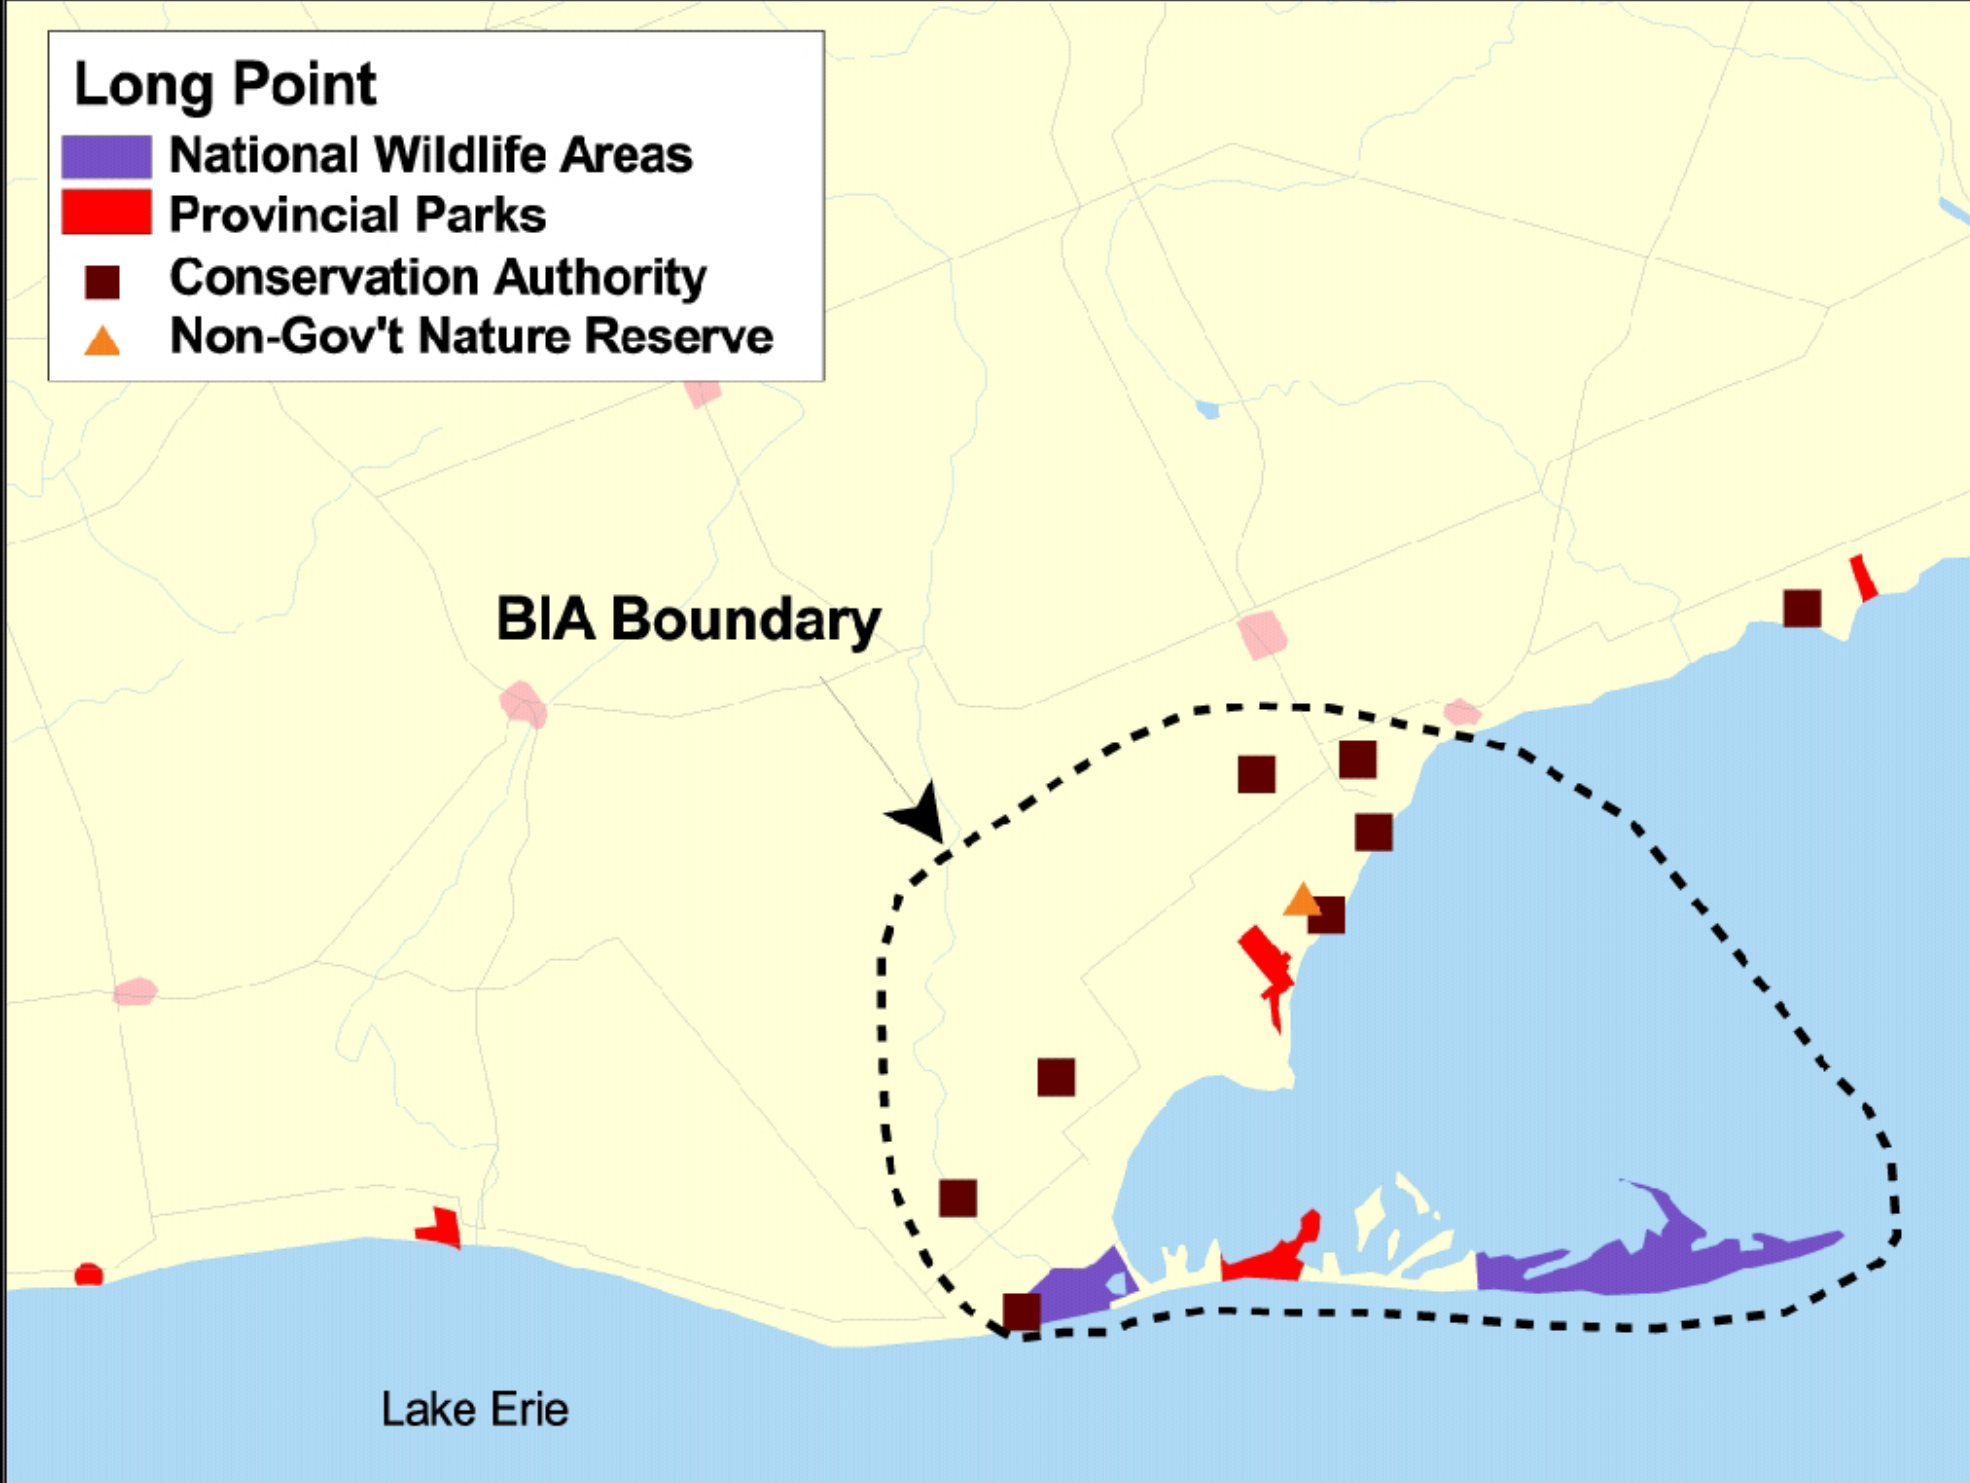 Long Point
National Wildlife Areas
Provincial Parks
Conservation Authority
Non-Gov't Nature Reserve
BIA Boundary
Lake Erie